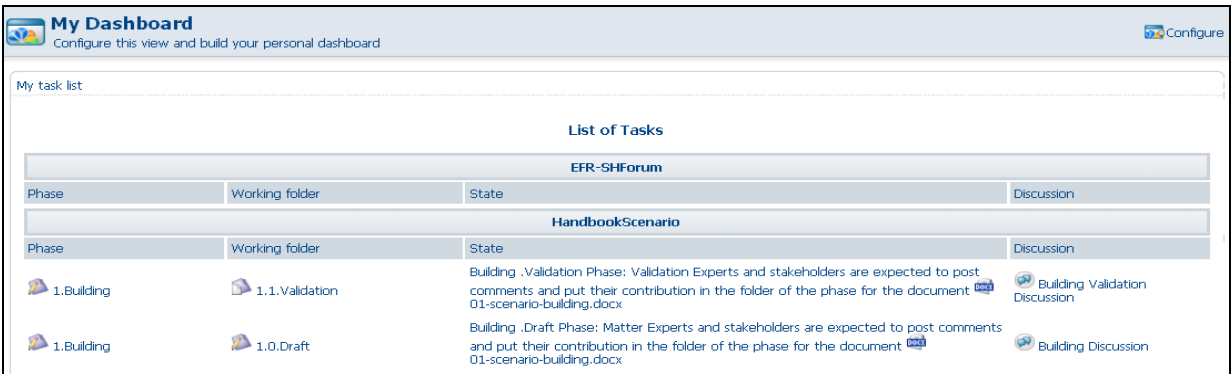 My Dashboard
Configure this view and build your personal dashboard
Configure
My task list
List of Tasks
EFR-SHForum
Phase Working folder State Discussion
HandbookScenario
Phase Working folder State Discussion
1.Building 1.1.Validation Building .Validation Phase: Validation Experts and stakeholders are expected to post
comments and put their contribution in the folder of the phase for the document
01-scenario-building.docx
Building Validation
Discussion
1.Building 1.0.Draft Building .Draft Phase: Matter Experts and stakeholders are expected to post comments
and put their contribution in the folder of the phase for the document
01-scenario-building.docx
Building Discussion